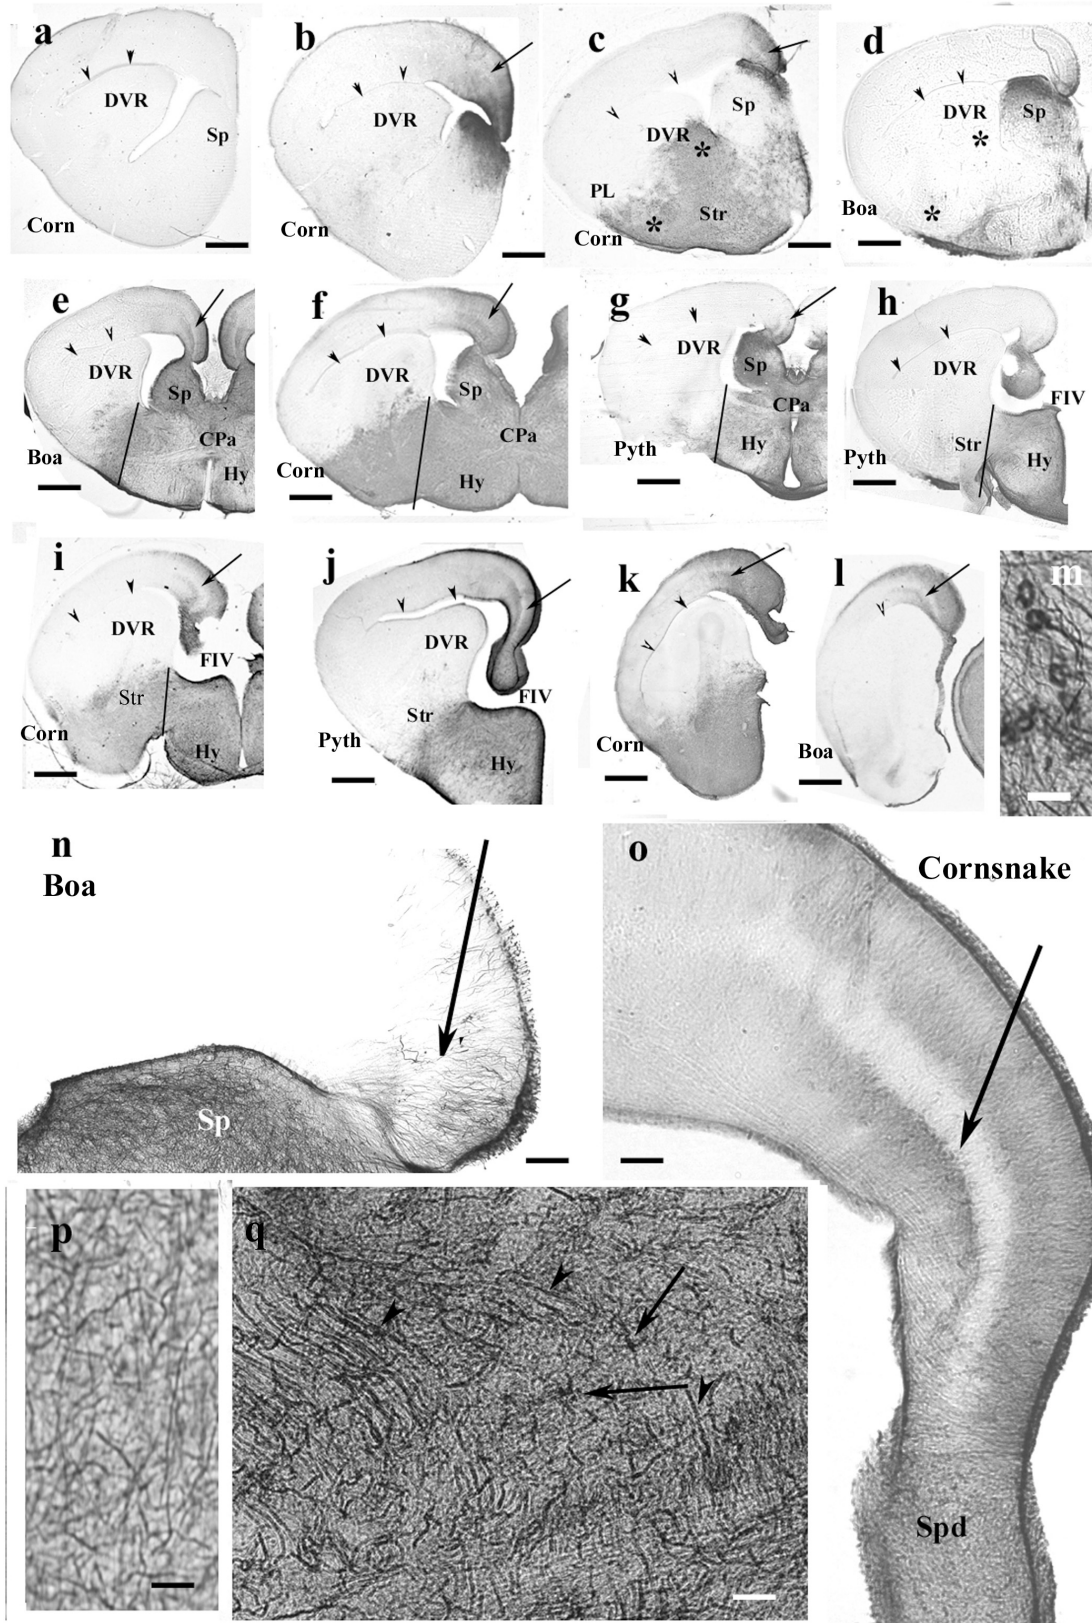 a
DVR
Sp
Corn
b
DVR
Corn
c
Sp
DVR
*
PL
*
Str
Corn
d
DVR
Sp
*
Boa
*
e
DVR
Sp
CPa
Boa
Hy
f
DVR
Sp
CPa
Corn
Hy
g
DVR
Sp
CPa
Pyth
Hy
h
DVR
FIV
Str
Pyth
Hy
i
DVR
FIV
Str
Corn
Hy
j
DVR
FIV
Str
Pyth
Hy
k
Corn
l
Boa
m
n
Boa
Sp
o
Cornsnake
Spd
p
q